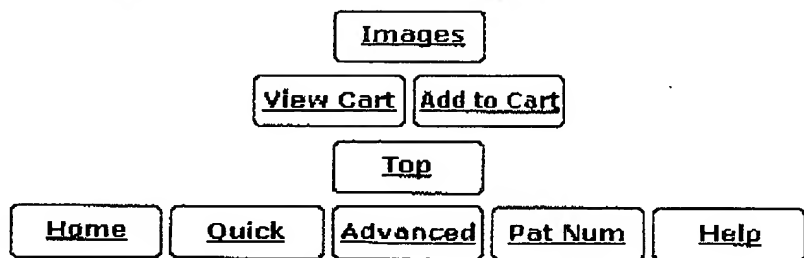 Images
View Cart Add to Cart
Top
Home Quick Advanced Pat Num Help